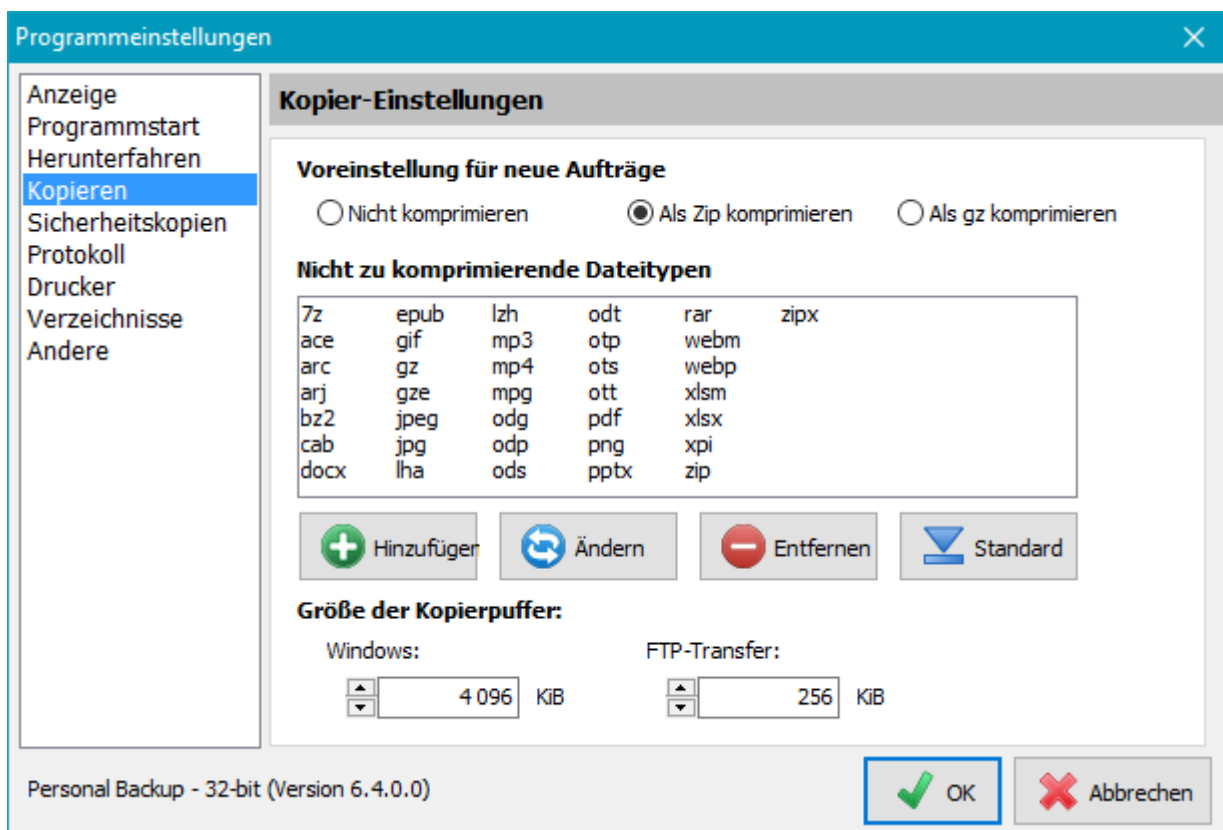 Programmeinstellungen
Anzeige
Programmstart
Herunterfahren
Kopieren
Sicherheitskopien
Protokoll
Drucker
Verzeichnisse
Andere
Kopier-Einstellungen
Voreinstellung für neue Aufträge
Nicht komprimieren Als Zip komprimieren Als gz komprimieren
Nicht zu komprimierende Dateitypen
7z epub lzh odt rar zipx
ace gif mp3 otp webm
arc gz mp4 ots webp
arj gze mpg ott xlsm
bz2 jpeg odg pdf xlsx
cab jpg odp png xpi
docx lha ods pptx zip
Hinzufügen Ändern Entfernen Standard
Größe der Kopierpuffer:
Windows: FTP-Transfer:
4 096 KiB 256 KiB
Personal Backup - 32-bit (Version 6.4.0.0)
OK Abbrechen